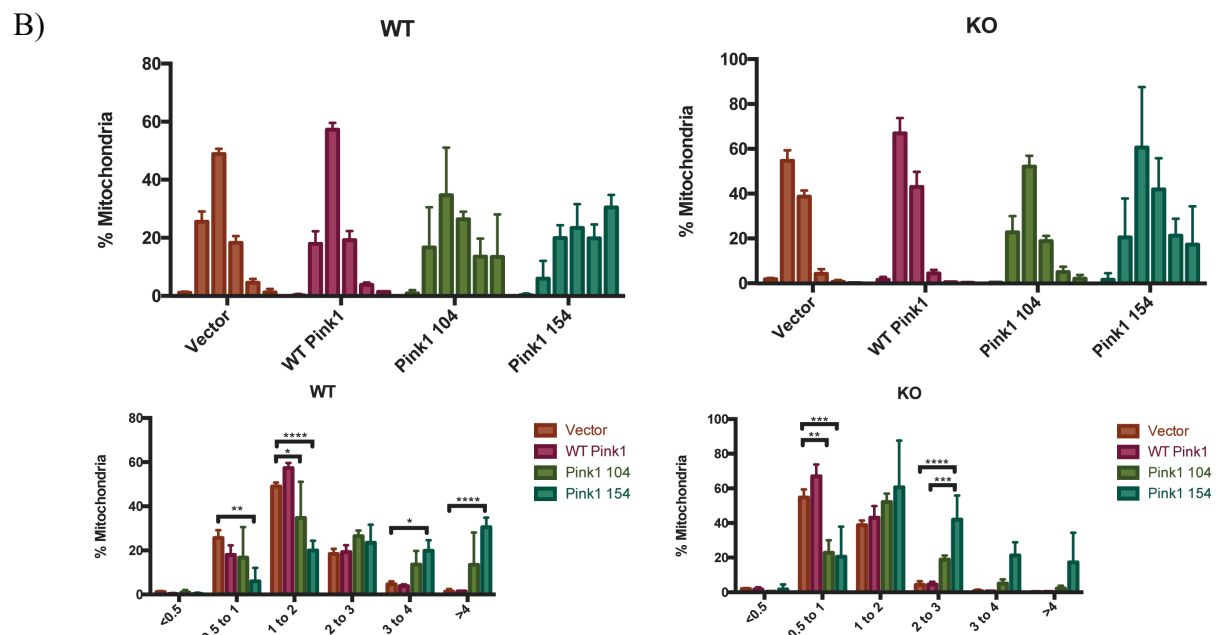 B)
WT
% Mitochondria
80
60
40
20
0
Vector
WT Pink1
Pink1 104
Pink1 154
KO
% Mitochondria
100
80
60
40
20
0
Vector
WT Pink1
Pink1 104
Pink1 154
WT
% Mitochondria
80
60
40
20
0
**
****
*
*
****
<0.5
0.5 to 1
1 to 2
2 to 3
3 to 4
>4
Vector
WT Pink1
Pink1 104
Pink1 154
KO
% Mitochondria
100
80
60
40
20
0
***
**
****
***
<0.5
0.5 to 1
1 to 2
2 to 3
3 to 4
>4
Vector
WT Pink1
Pink1 104
Pink1 154